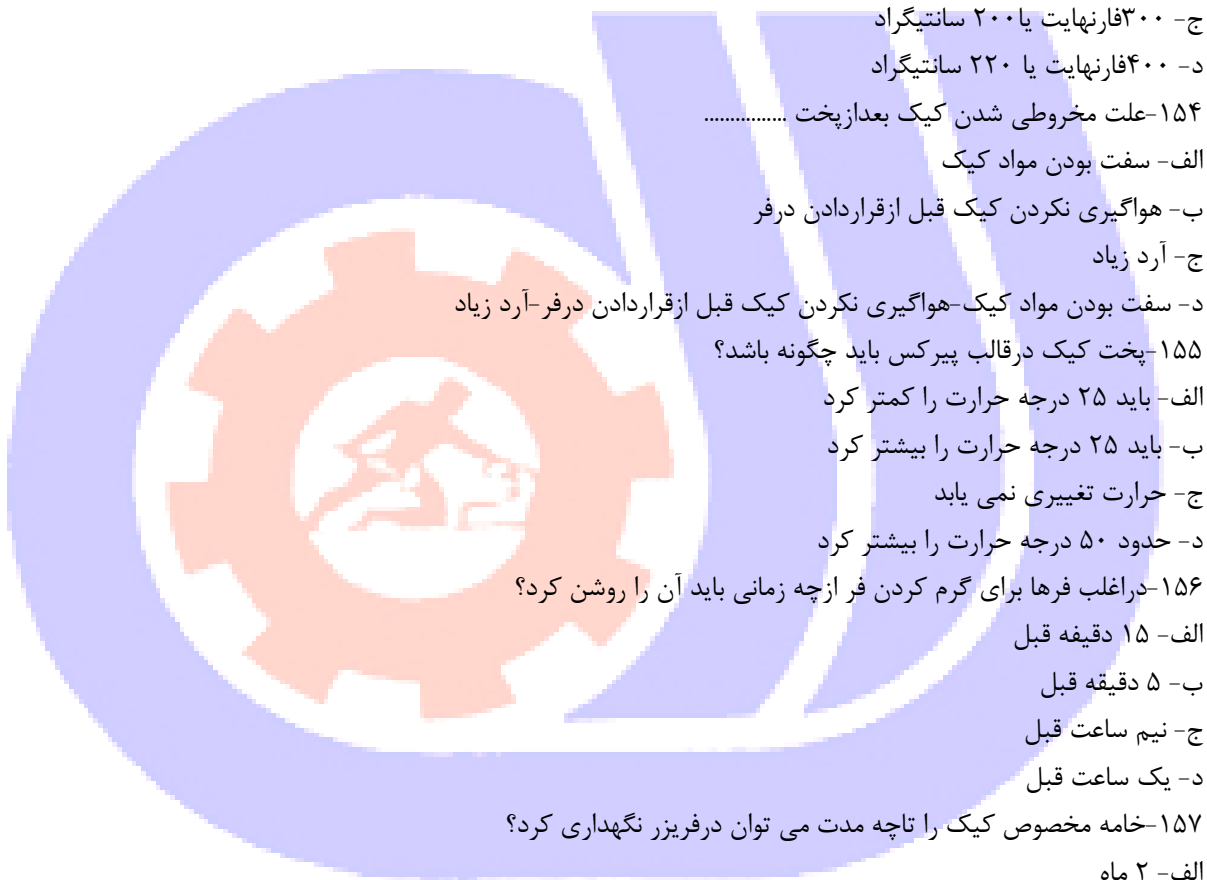 ج- ۳۰۰فارنهایت یا۲۰۰ سانتیگراد
د- ۴۰۰فارنهایت یا ۲۲۰ سانتیگراد
۱۵۴-علت مخروطی شدن کیک بعدازپخت ................
الف- سفت بودن مواد کیک
ب- هواگیری نکردن کیک قبل ازقراردادن درفر
ج- آرد زیاد
د- سفت بودن مواد کیک-هواگیری نکردن کیک قبل ازقراردادن درفر-آرد زیاد
۱۵۵-پخت کیک درقالب پیرکس باید چگونه باشد؟
الف- باید ۲۵ درجه حرارت را کمتر کرد
ب- باید ۲۵ درجه حرارت را بیشتر کرد
ج- حرارت تغییری نمی یابد
د- حدود ۵۰ درجه حرارت را بیشتر کرد
۱۵۶-دراغلب فرها برای گرم کردن فر ازچه زمانی باید آن را روشن کرد؟
الف- ۱۵ دقیفه قبل
ب- ۵ دقیقه قبل
ج- نیم ساعت قبل
د- یک ساعت قبل
۱۵۷-خامه مخصوص کیک را تاچه مدت می توان درفریزر نگهداری کرد؟
الف- ۲ ماه